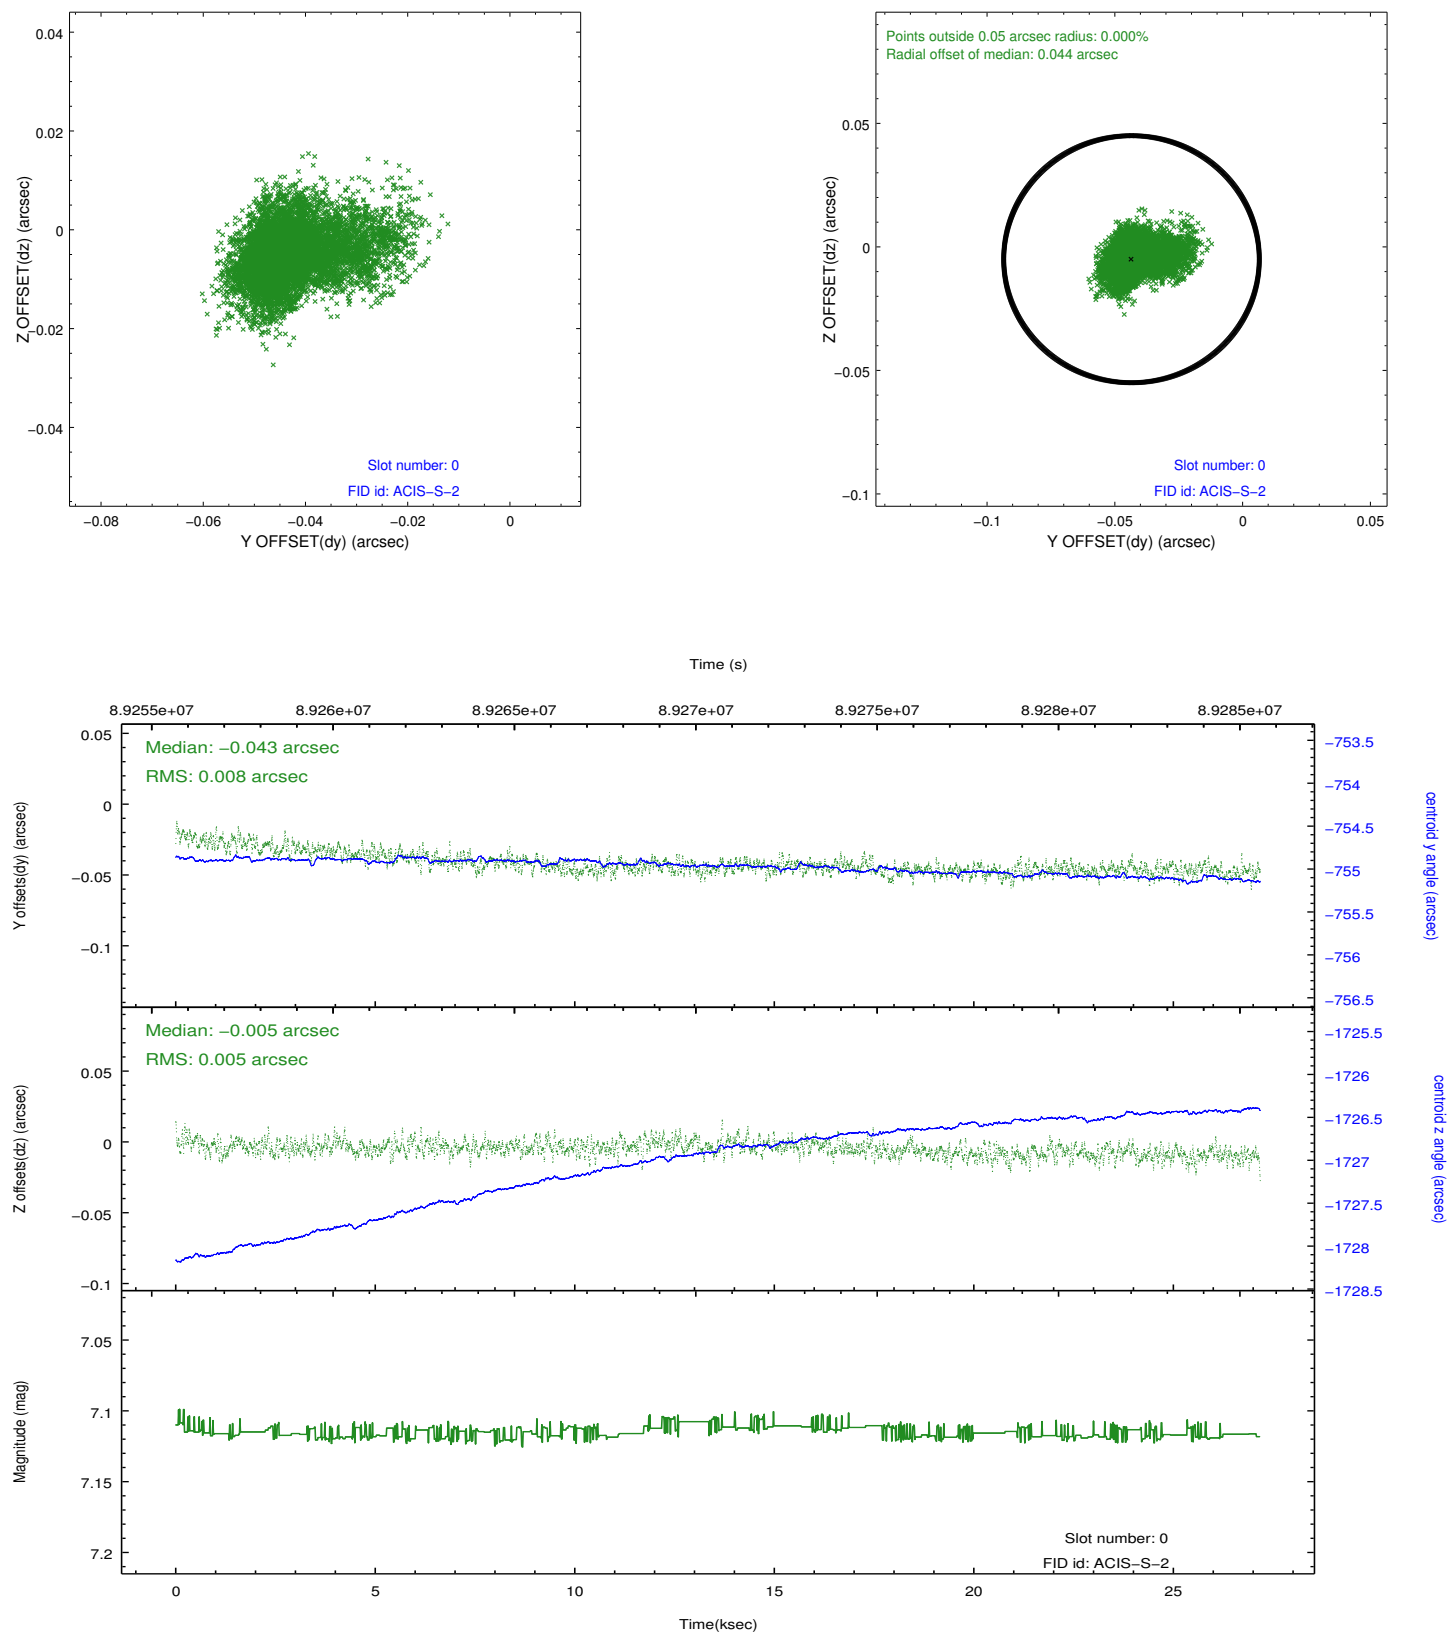 0.04
0.02
0
−0.02
−0.04
Z OFFSET(dz) (arcsec)
Slot number: 0
FID id: ACIS−S−2
−0.08
−0.06
−0.04
−0.02
0
Y OFFSET(dy) (arcsec)
Points outside 0.05 arcsec radius: 0.000%
Radial offset of median: 0.044 arcsec
0.05
0
−0.05
−0.1
Z OFFSET(dz) (arcsec)
Slot number: 0
FID id: ACIS−S−2
−0.1
−0.05
0
0.05
Y OFFSET(dy) (arcsec)
Time (s)
8.9255e+07
8.926e+07
8.9265e+07
8.927e+07
8.9275e+07
8.928e+07
8.9285e+07
Median: −0.043 arcsec
RMS: 0.008 arcsec
0.05
0
−0.05
−0.1
Y offsets(dy) (arcsec)
−753.5
−754
−754.5
−755
−755.5
−756
−756.5
centroid y angle (arcsec)
Median: −0.005 arcsec
RMS: 0.005 arcsec
0.05
0
−0.05
−0.1
Z offsets(dz) (arcsec)
−1725.5
−1726
−1726.5
−1727
−1727.5
−1728
−1728.5
centroid z angle (arcsec)
7.05
7.1
7.15
7.2
Magnitude (mag)
Slot number: 0
FID id: ACIS−S−2
0
5
10
15
20
25
Time(ksec)